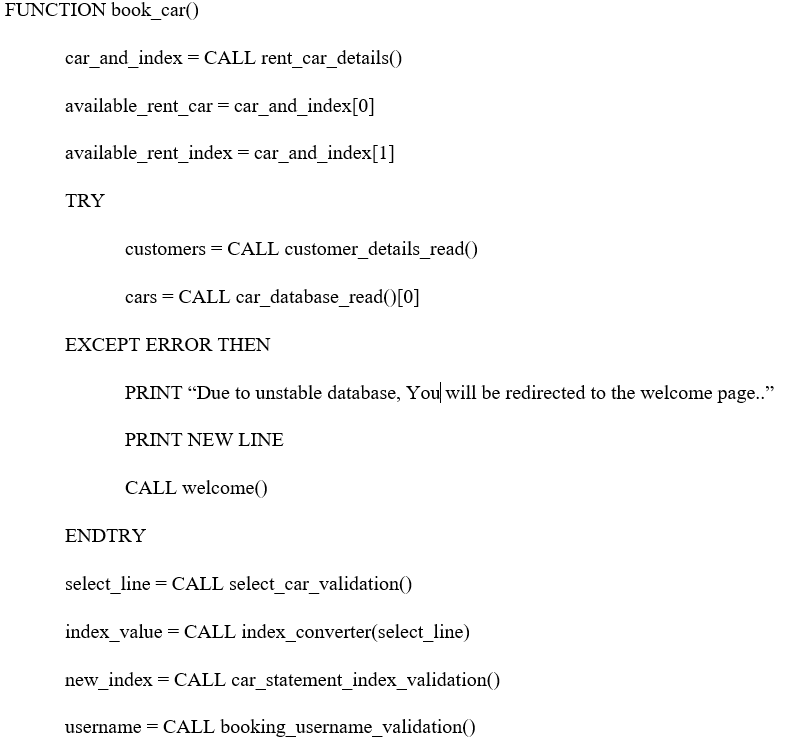 FUNCTION book_car()
car_and_index = CALL rent_car_details()
available_rent_car = car_and_index[0]
available_rent_index = car_and_index[1]
TRY
customers = CALL customer_details_read()
cars = CALL car_database_read()[0]
EXCEPT ERROR THEN
PRINT “Due to unstable database, You will be redirected to the welcome page..”
PRINT NEW LINE
CALL welcome()
ENDTRY
select_line = CALL select_car_validation()
index_value = CALL index_converter(select_line)
new_index = CALL car_statement_index_validation()
username = CALL booking_username_validation()